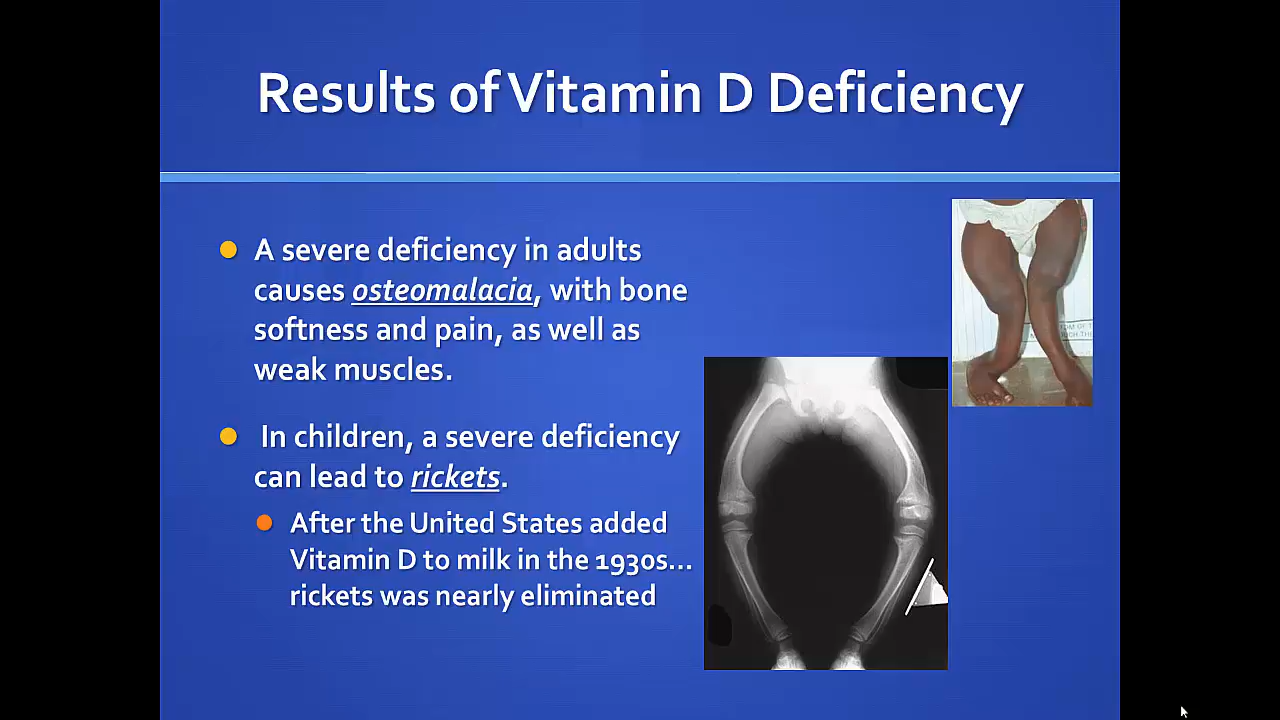 Results of Vitamin D Deficiency
A severe deficiency in adults
causes osteomalacia, with bone
softness and pain, as well as
weak muscles.
In children, a severe deficiency
can lead to rickets.
After the United States added
Vitamin D to milk in the 1930s...
rickets was nearly eliminated